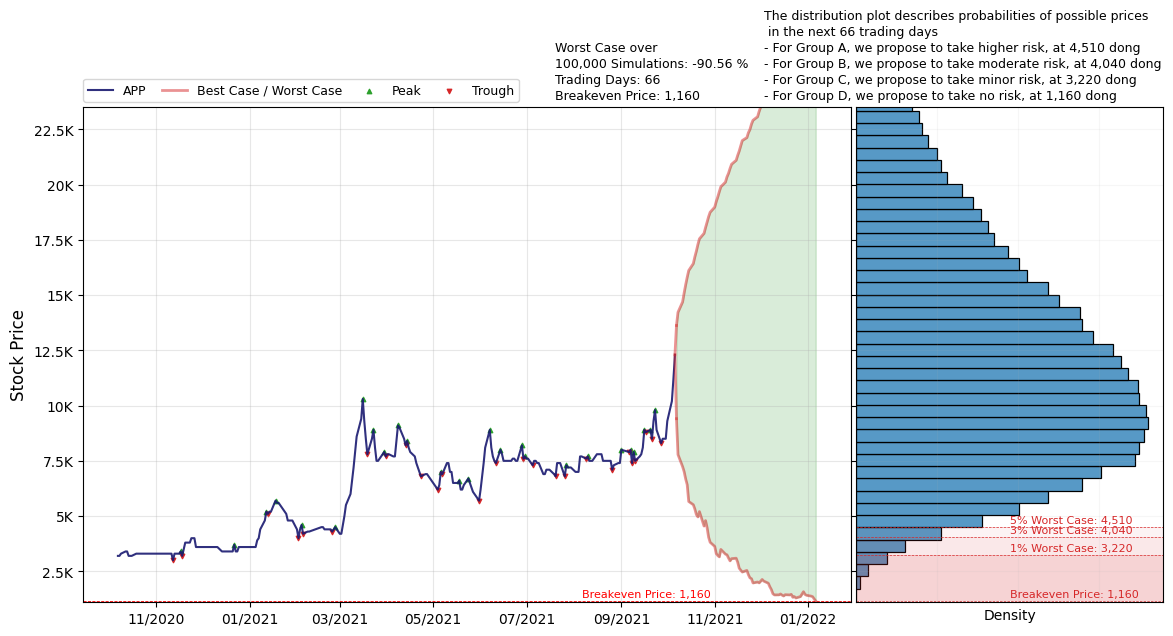 The distribution plot describes probabilities of possible prices
in the next 66 trading days
- For Group A, we propose to take higher risk, at 4,510 dong
- For Group B, we propose to take moderate risk, at 4,040 dong
- For Group C, we propose to take minor risk, at 3,220 dong
- For Group D, we propose to take no risk, at 1,160 dong
Worst Case over
100,000 Simulations: -90.56 %
Trading Days: 66
Breakeven Price: 1,160
APP
Best Case / Worst Case
Peak
Trough
Stock Price
22.5K
20K
17.5K
15K
12.5K
10K
7.5K
5K
2.5K
11/2020
01/2021
03/2021
05/2021
07/2021
09/2021
11/2021
01/2022
Breakeven Price: 1,160
5% Worst Case: 4,510
3% Worst Case: 4,040
1% Worst Case: 3,220
Breakeven Price: 1,160
Density